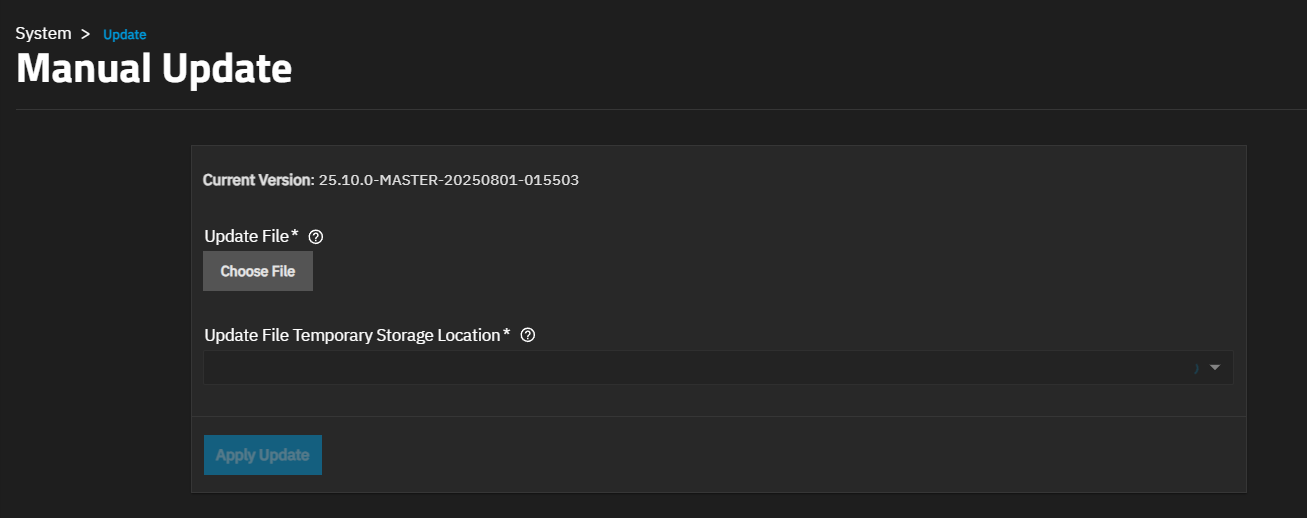 System > Update
Manual Update
Current Version: 25.10.0-MASTER-20250801-015503
Update File*
Choose File
Update File Temporary Storage Location*
Apply Update